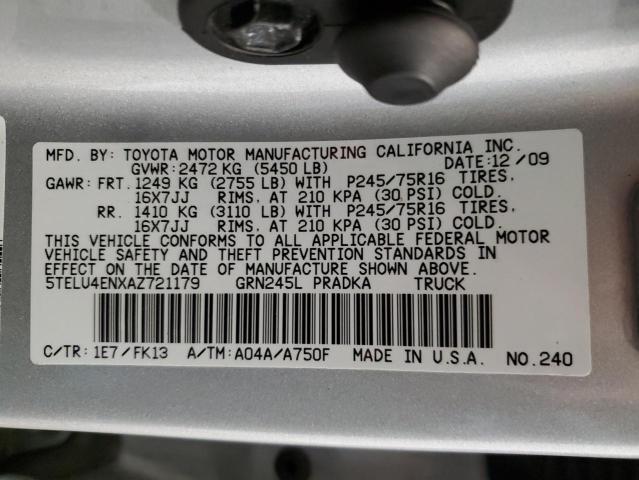 MFD. BY: TOYOTA MOTOR MANUFACTURING CALIFORNIA INC.
GVWR: 2472 KG (5450 LB) DATE: 12/09
GAWR: FRT. 1249 KG (2755 LB) WITH P245/75R16 TIRES,
16X7JJ RIMS, AT 210 KPA (30 PSI) COLD.
RR. 1410 KG (3110 LB) WITH P245/75R16 TIRES,
16X7JJ RIMS, AT 210 KPA (30 PSI) COLD.
THIS VEHICLE CONFORMS TO ALL APPLICABLE FEDERAL MOTOR
VEHICLE SAFETY AND THEFT PREVENTION STANDARDS IN
EFFECT ON THE DATE OF MANUFACTURE SHOWN ABOVE.
5TELU4ENXAZ721179 GRN245L PRADKA TRUCK
C/TR: 1E7/FK13 A/TM: A04A/A750F MADE IN U.S.A. NO.240